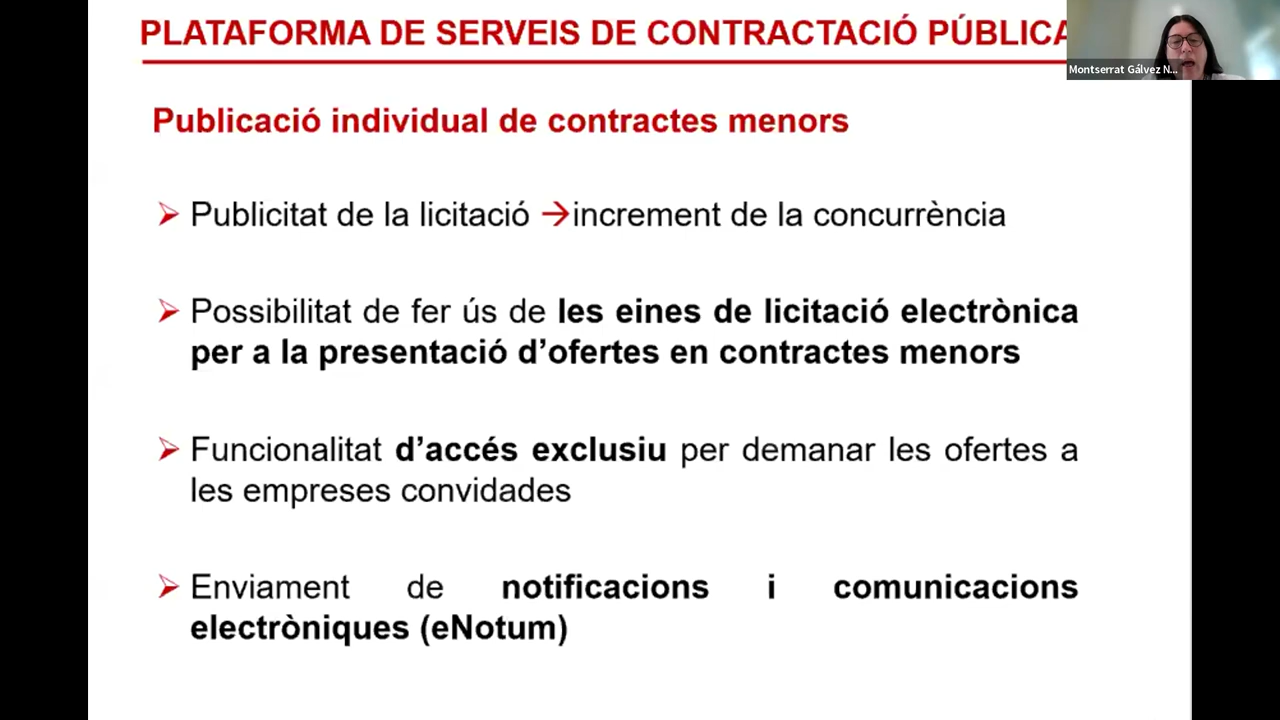 PLATAFORMA DE SERVEIS DE CONTRACTACIÓ PÚBLICA
Montserrat Gálvez N...
Publicació individual de contractes menors
Publicitat de la licitació →increment de la concurrència
Possibilitat de fer ús de les eines de licitació electrònica
per a la presentació d’ofertes en contractes menors
Funcionalitat d’accés exclusiu per demanar les ofertes a
les empreses convidades
Enviament de notificacions i comunicacions
electròniques (eNotum)